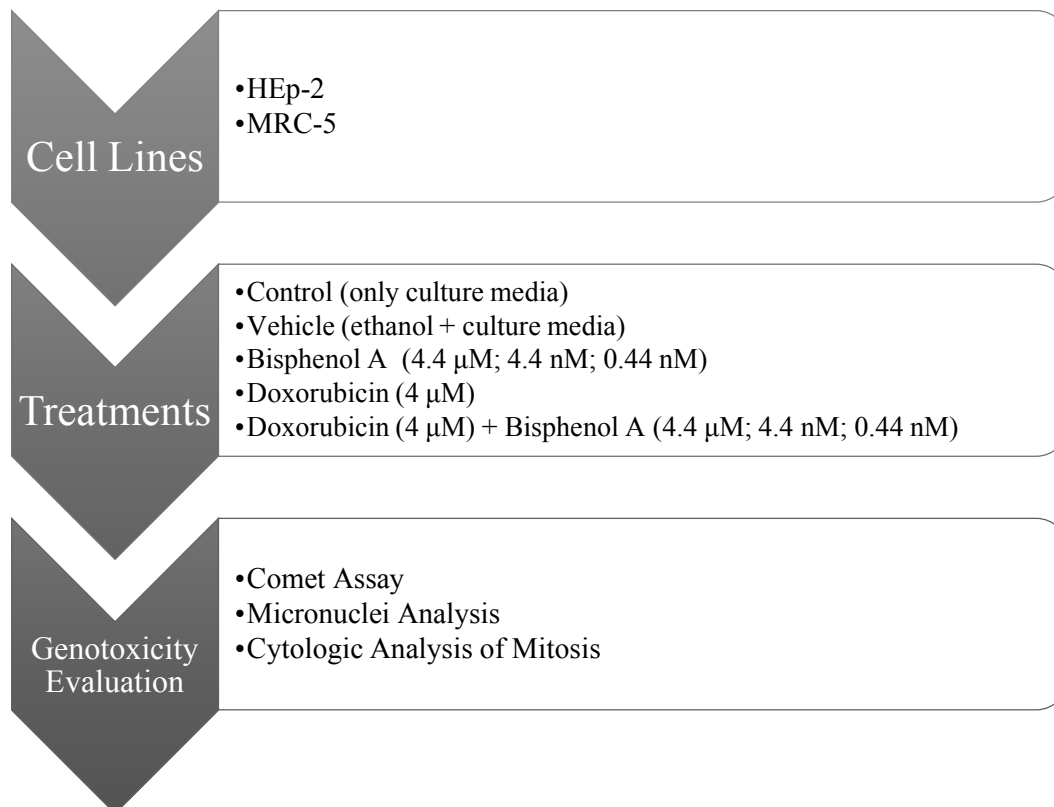 Cell Lines
•HEp-2
•MRC-5
Treatments
•Control (only culture media)
•Vehicle (ethanol + culture media)
•Bisphenol A (4.4 μM; 4.4 nM; 0.44 nM)
•Doxorubicin (4 μM)
•Doxorubicin (4 μM) + Bisphenol A (4.4 μM; 4.4 nM; 0.44 nM)
Genotoxicity
Evaluation
•Comet Assay
•Micronuclei Analysis
•Cytologic Analysis of Mitosis